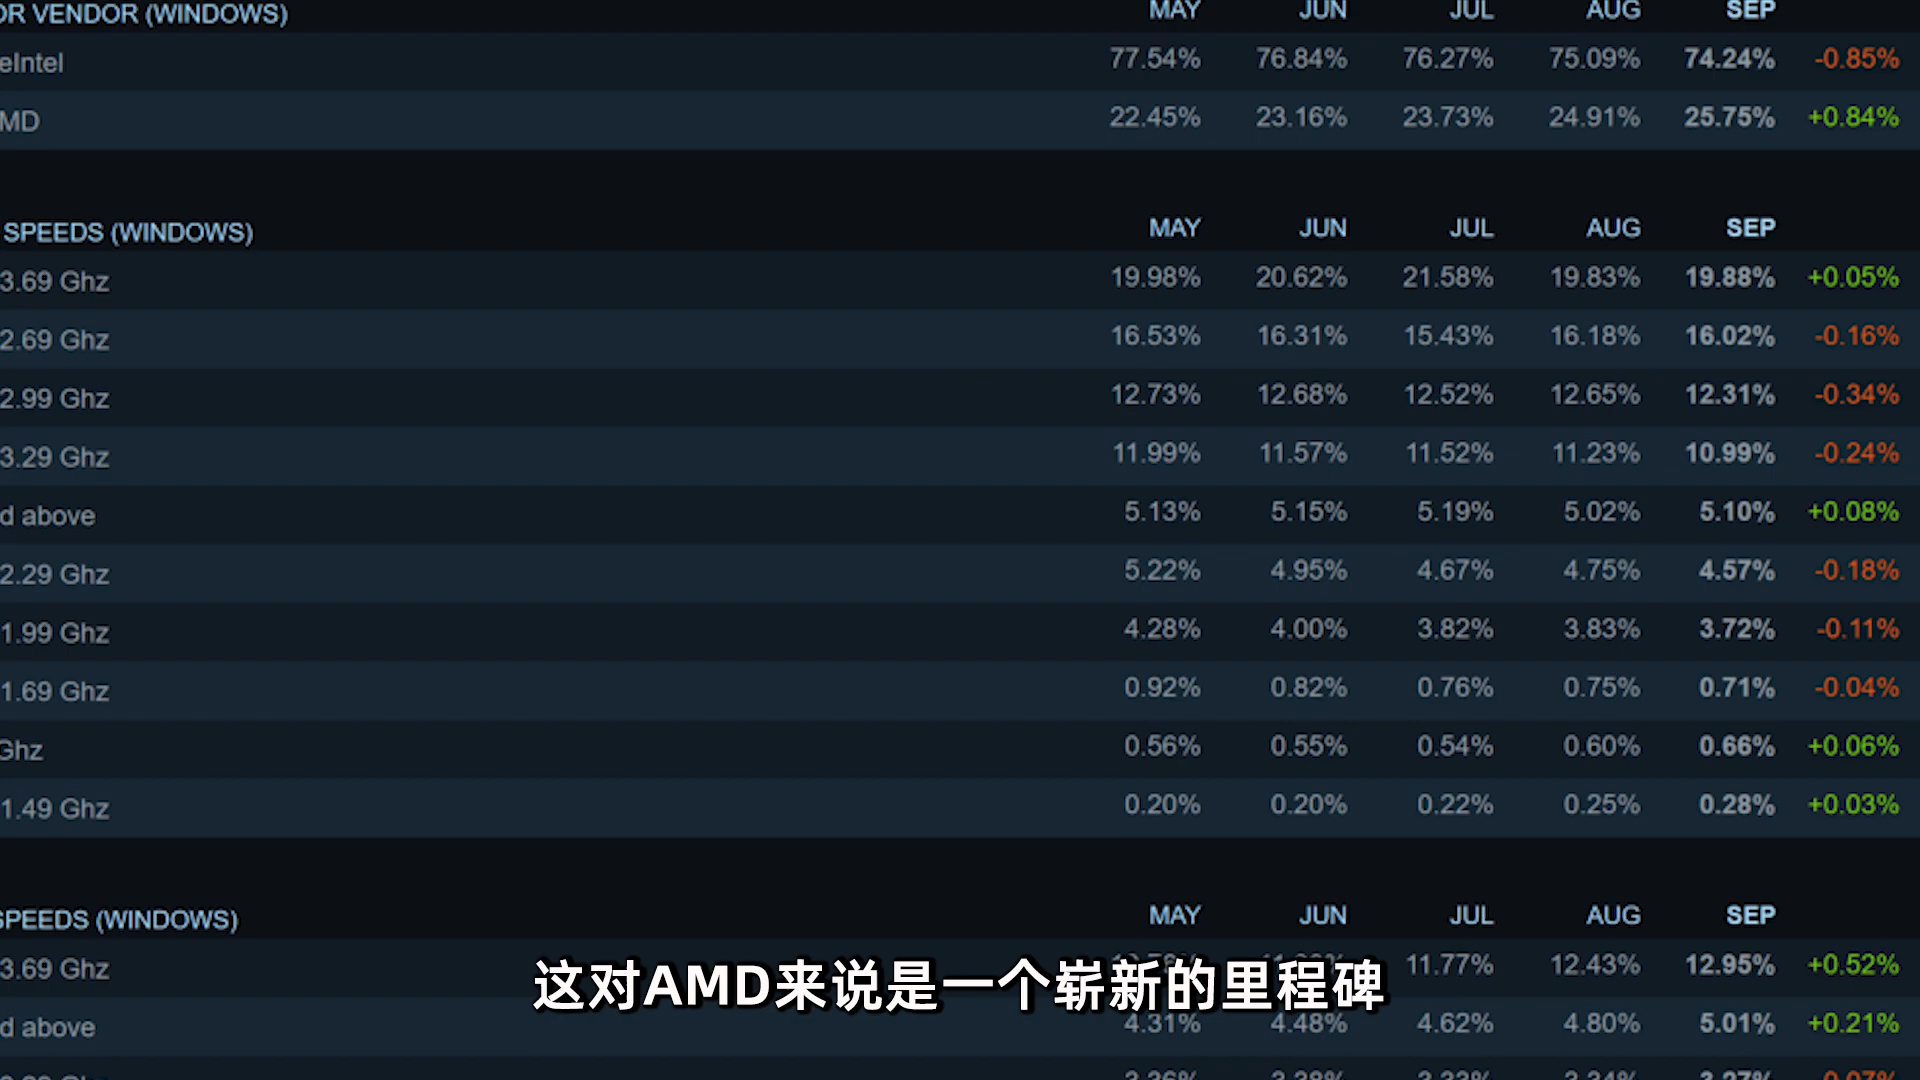 OR VENDOR (WINDOWS) MAY JUN JUL AUG SEP
eIntel 77.54% 76.84% 76.27% 75.09% 74.24% -0.85%
MD 22.45% 23.16% 23.73% 24.91% 25.75% +0.84%
SPEEDS (WINDOWS) MAY JUN JUL AUG SEP
3.69 Ghz 19.98% 20.62% 21.58% 19.83% 19.88% +0.05%
2.69 Ghz 16.53% 16.31% 15.43% 16.18% 16.02% -0.16%
2.99 Ghz 12.73% 12.68% 12.52% 12.65% 12.31% -0.34%
3.29 Ghz 11.99% 11.57% 11.52% 11.23% 10.99% -0.24%
d above 5.13% 5.15% 5.19% 5.02% 5.10% +0.08%
2.29 Ghz 5.22% 4.95% 4.67% 4.75% 4.57% -0.18%
1.99 Ghz 4.28% 4.00% 3.82% 3.83% 3.72% -0.11%
1.69 Ghz 0.92% 0.82% 0.76% 0.75% 0.71% -0.04%
Ghz 0.56% 0.55% 0.54% 0.60% 0.66% +0.06%
1.49 Ghz 0.20% 0.20% 0.22% 0.25% 0.28% +0.03%
SPEEDS (WINDOWS) MAY JUN JUL AUG SEP
3.69 Ghz 11.77% 12.43% 12.95% +0.52%
这对AMD来说是一个崭新的里程碑
d above 4.31% 4.48% 4.62% 4.80% 5.01% +0.21%